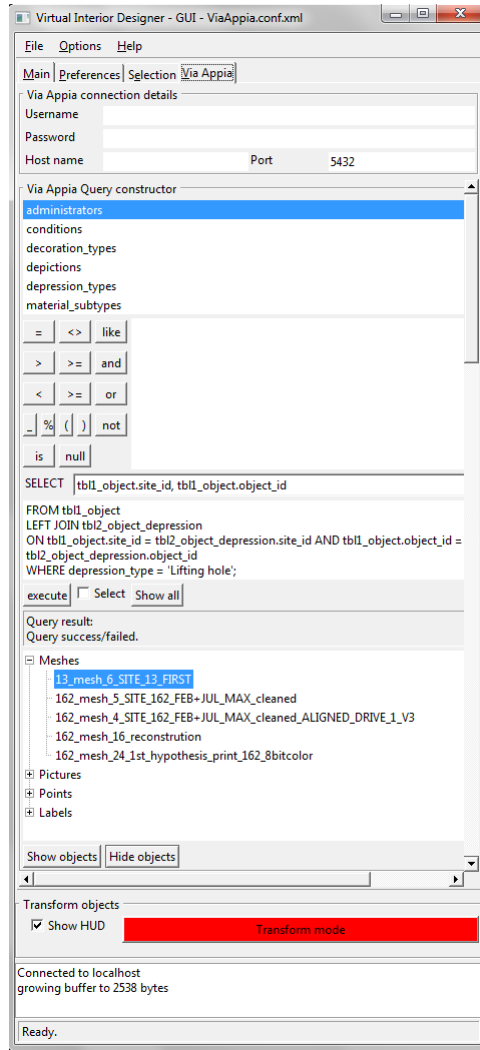 Virtual Interior Designer - GUI - ViaAppia.conf.xml
File Options Help
Main Preferences Selection Via Appia
Via Appia connection details
Username
Password
Host name Port 5432
Via Appia Query constructor
administrators
conditions
decoration_types
depictions
depression_types
material_subtypes
= <> like
> >= and
< >= or
_ % ( ) not
is null
SELECT tbl1_object.site_id, tbl1_object.object_id
FROM tbl1_object
LEFT JOIN tbl2_object_depression
ON tbl1_object.site_id = tbl2_object_depression.site_id AND tbl1_object.object_id =
tbl2_object_depression.object_id
WHERE depression_type = 'Lifting hole';
execute Select Show all
Query result:
Query success/failed.
Meshes
13_mesh_6_SITE_13_FIRST
162_mesh_5_SITE_162_FEB+JUL_MAX_cleaned
162_mesh_4_SITE_162_FEB+JUL_MAX_cleaned_ALIGNED_DRIVE_1_V3
162_mesh_16_reconstrution
162_mesh_24_1st_hypothesis_print_162_8bitcolor
Pictures
Points
Labels
Show objects Hide objects
Transform objects
Show HUD Transform mode
Connected to localhost
growing buffer to 2538 bytes
Ready.